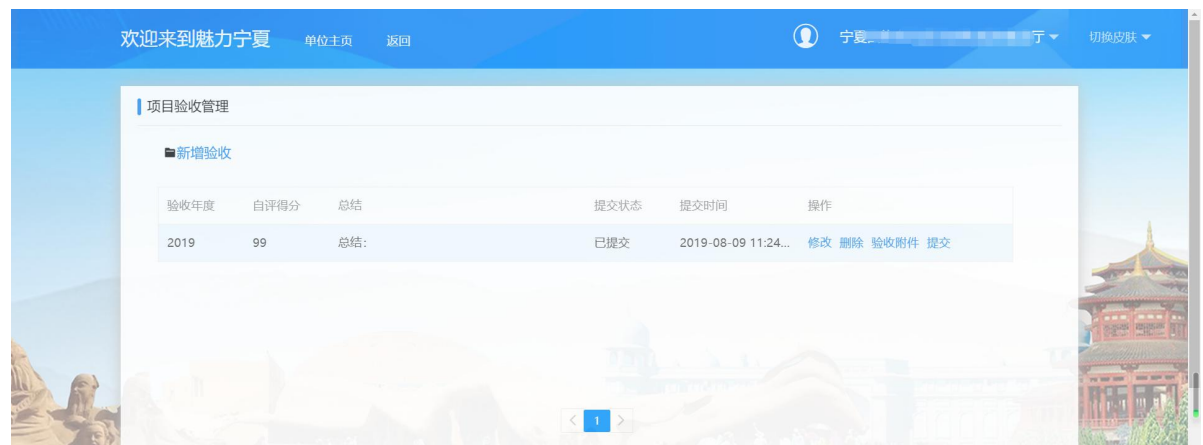 欢迎来到魅力宁夏 单位主页 返回 宁夏 厅 切换皮肤
项目验收管理
新增验收
验收年度 自评得分 总结 提交状态 提交时间 操作
2019 99 总结: 已提交 2019-08-09 11:24... 修改 删除 验收附件 提交
< 1 >